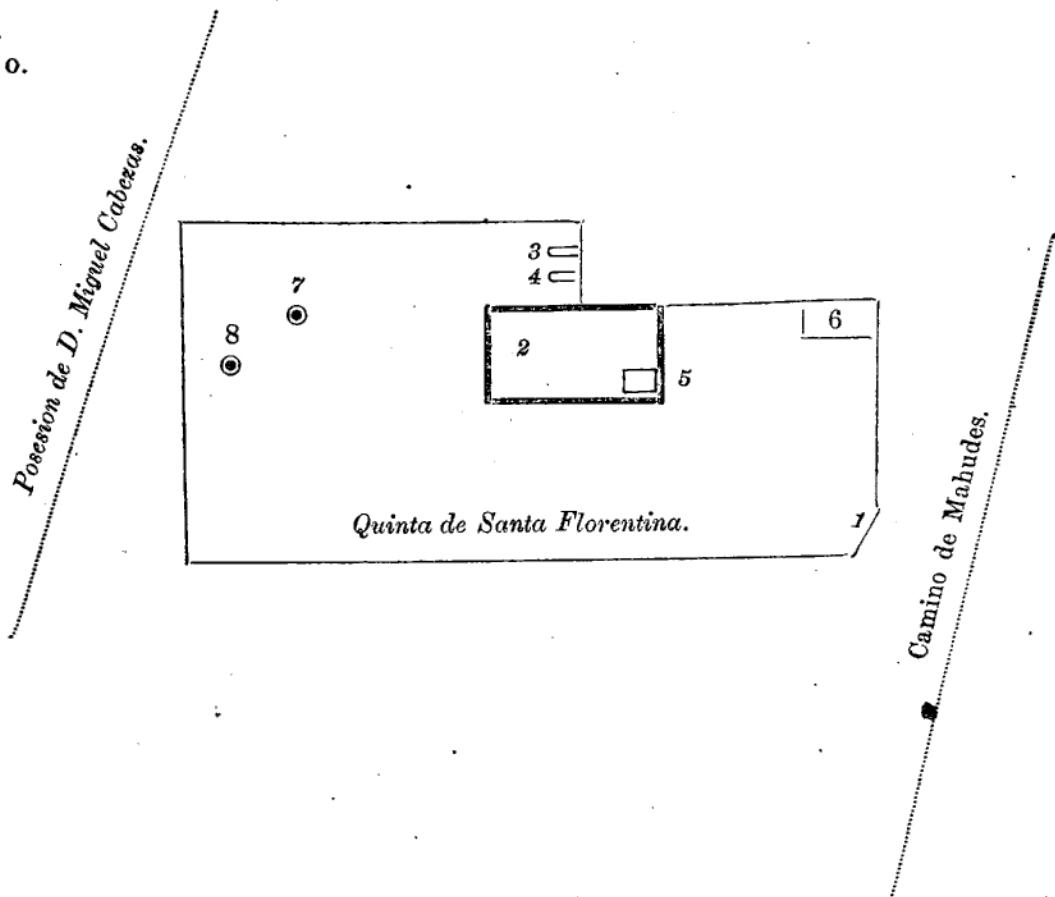 o.
Posesion de D. Miguel Cabezas.
3
4
7
8
2
6
5
Quinta de Santa Florentina.
1
Camino de Mahudes.